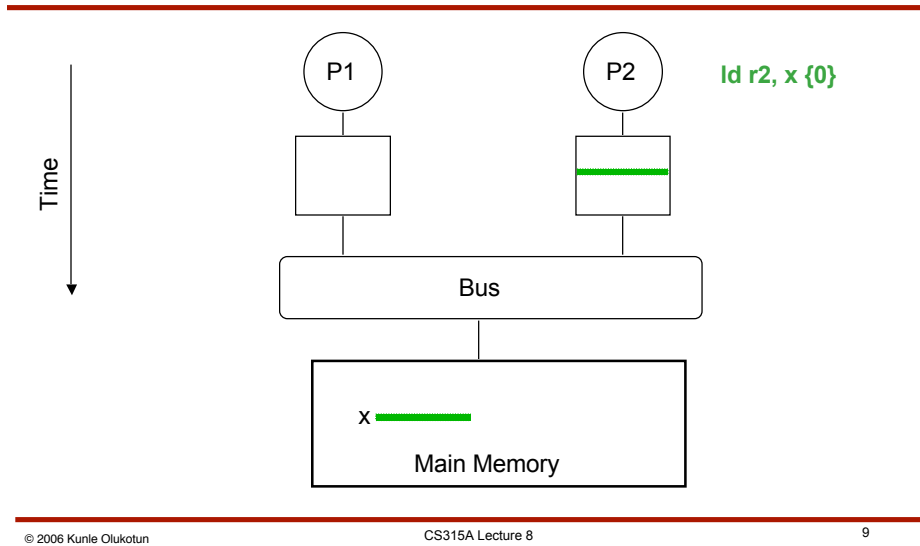 P1
P2
ld r2, x {0}
Time
Bus
x
Main Memory
© 2006 Kunle Olukotun
CS315A Lecture 8
9